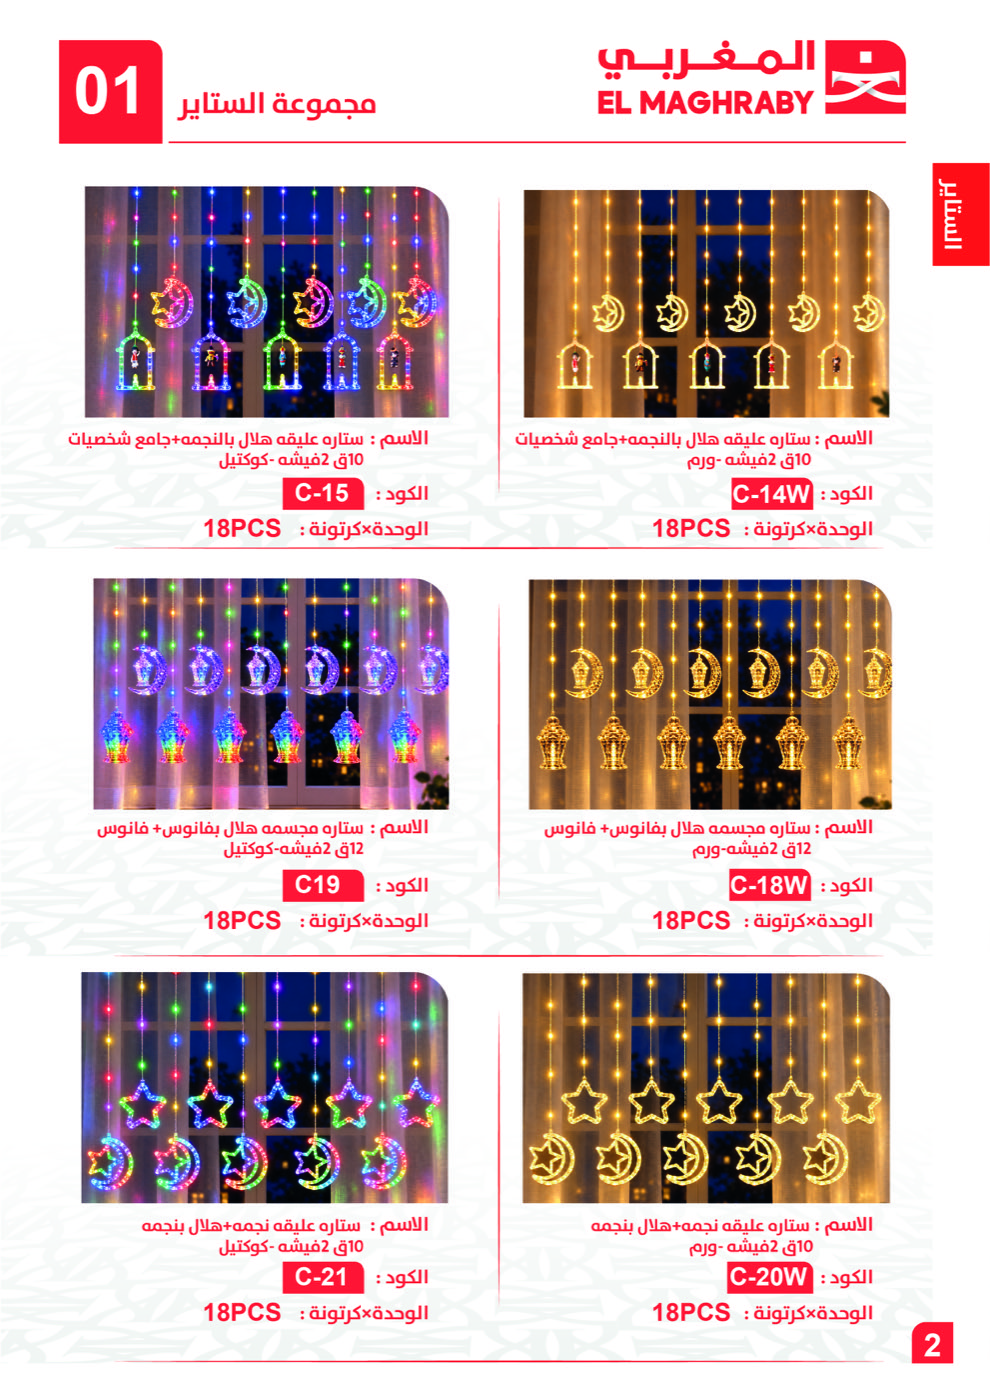 المغربي
EL MAGHRABY
مجموعة الستاير
01
الستاير
الاسم : ستاره عليقه هلال بالنجمه+جامع شخصيات
10ق 2فيشه -ورم
الكود : C-14W
الوحدة×كرتونة : 18PCS
الاسم : ستاره عليقه هلال بالنجمه+جامع شخصيات
10ق 2فيشه -كوكتيل
الكود : C-15
الوحدة×كرتونة : 18PCS
الاسم : ستاره مجسمه هلال بفانوس+ فانوس
12ق 2فيشه-ورم
الكود : C-18W
الوحدة×كرتونة : 18PCS
الاسم : ستاره مجسمه هلال بفانوس+ فانوس
12ق 2فيشه-كوكتيل
الكود : C19
الوحدة×كرتونة : 18PCS
الاسم : ستاره عليقه نجمه+هلال بنجمه
10ق 2فيشه -ورم
الكود : C-20W
الوحدة×كرتونة : 18PCS
الاسم : ستاره عليقه نجمه+هلال بنجمه
10ق 2فيشه -كوكتيل
الكود : C-21
الوحدة×كرتونة : 18PCS
2